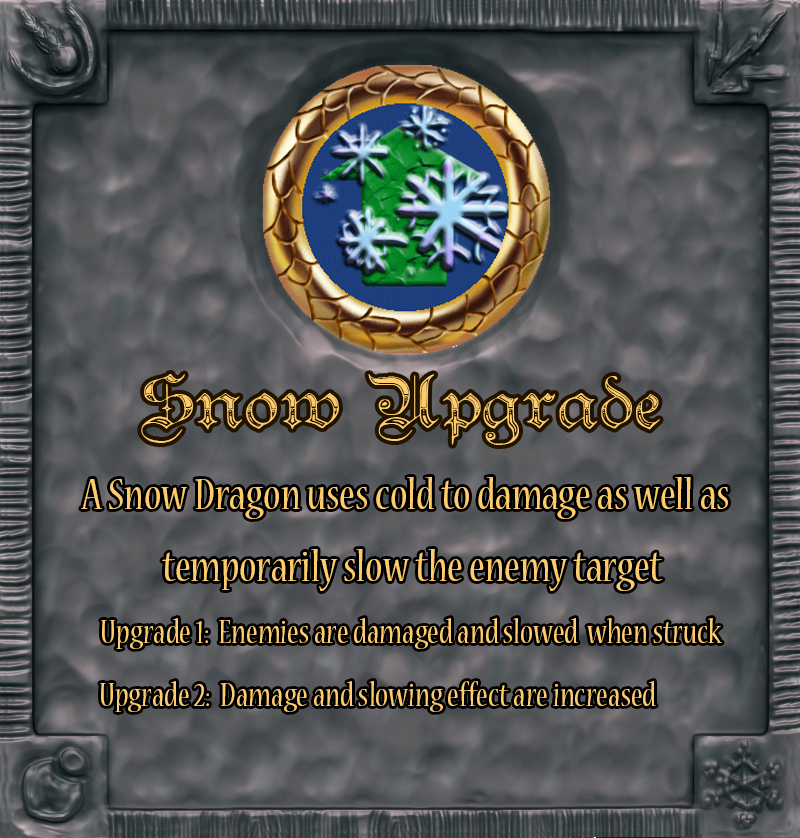 Snow Upgrade
A Snow Dragon uses cold to damage as well as
temporarily slow the enemy target
Upgrade 1: Enemies are damaged and slowed when struck
Upgrade 2: Damage and slowing effect are increased